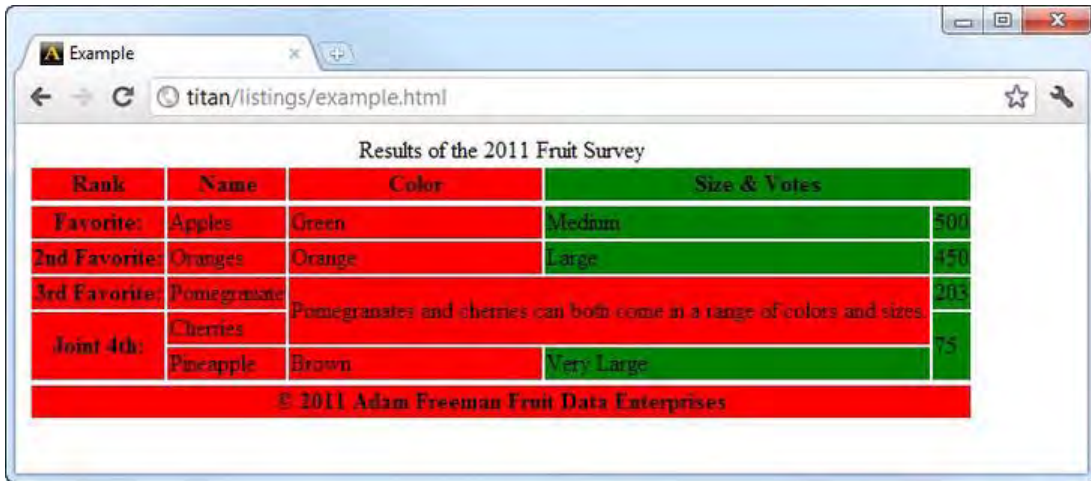 Example
titan/listings/example.html
Results of the 2011 Fruit Survey
Rank Name Color Size & Votes
Favorite: Apples Green Medium 500
2nd Favorite: Oranges Orange Large 450
3rd Favorite: Pomegranate 203
Pomegranates and cherries can both come in a range of colors and sizes.
Joint 4th: Cherries 75
Pineapple Brown Very Large
© 2011 Adam Freeman Fruit Data Enterprises